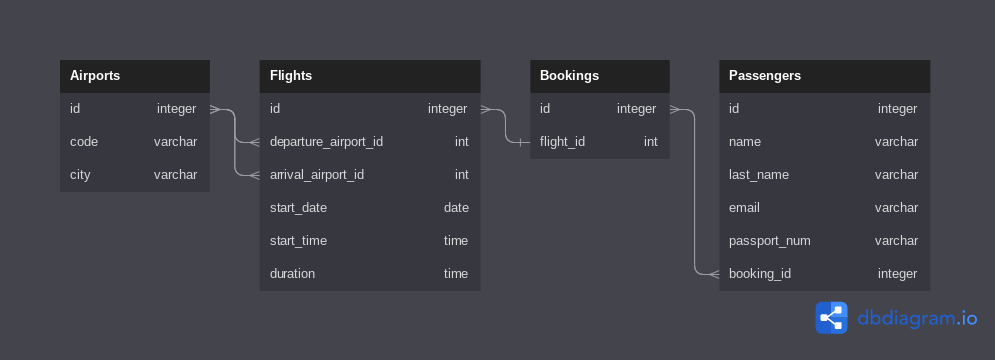 Airports
id integer
code varchar
city varchar
Flights
id integer
departure_airport_id int
arrival_airport_id int
start_date date
start_time time
duration time
Bookings
id integer
flight_id int
Passengers
id integer
name varchar
last_name varchar
email varchar
passport_num varchar
booking_id integer
dbdiagram.io